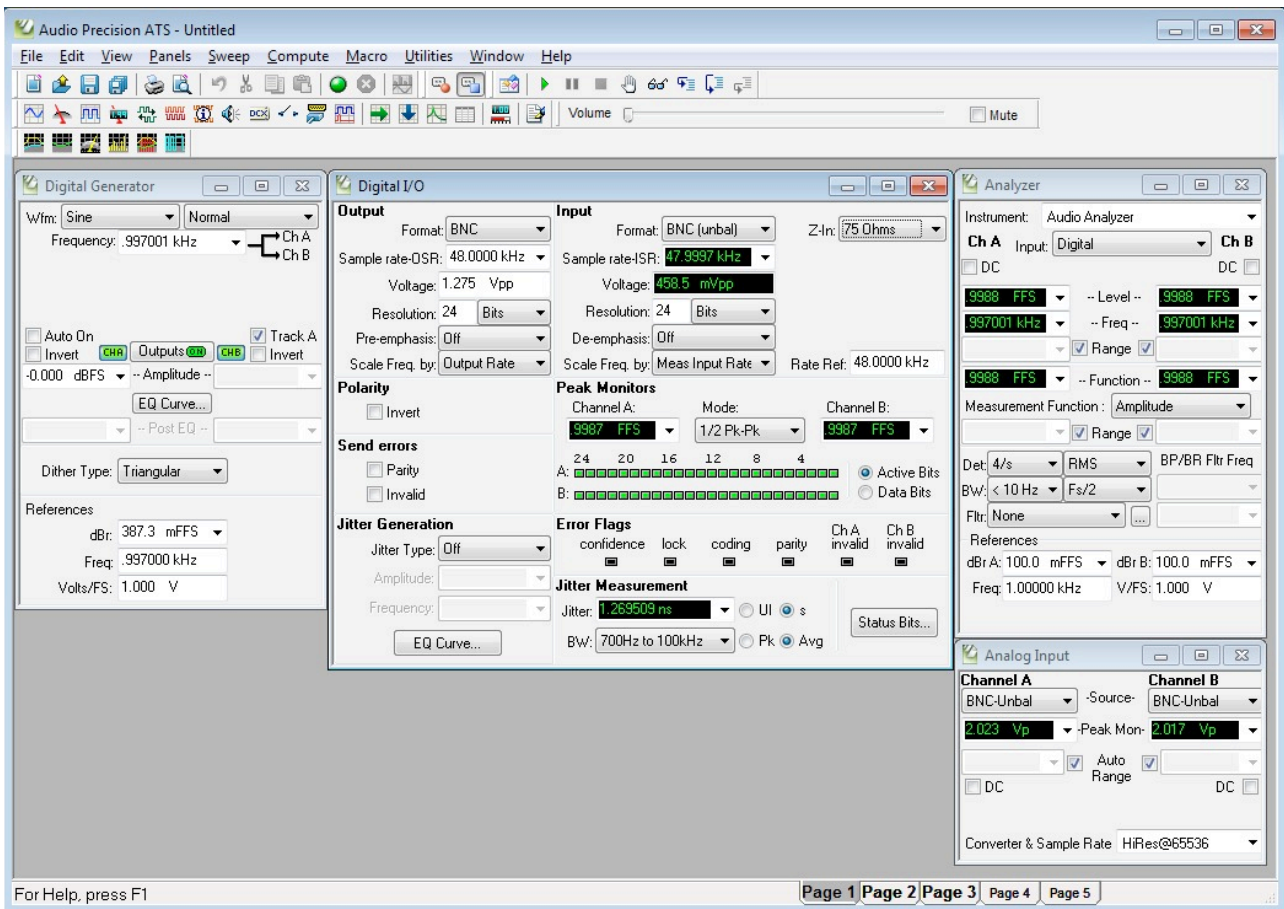 Audio Precision ATS - Untitled
File Edit View Panels Sweep Compute Macro Utilities Window Help
DCX
Volume
Mute
Digital Generator
Wfm: Sine Normal
Frequency: .997001 kHz Ch A
Ch B
Auto On Track A
Invert CHA Outputs ON CHB Invert
-0.000 dBFS -- Amplitude --
EQ Curve...
-- Post EQ --
Dither Type: Triangular
References
dBr: 387.3 mFFS
Freq: .997000 kHz
Volts/FS: 1.000 V
Digital I/O
Output
Format: BNC
Sample rate-OSR: 48.0000 kHz
Voltage: 1.275 Vpp
Resolution: 24 Bits
Pre-emphasis: Off
Scale Freq. by: Output Rate
Polarity
Invert
Send errors
Parity
Invalid
Jitter Generation
Jitter Type: Off
Amplitude:
Frequency:
EQ Curve...
Input
Format: BNC (unbal) Z-In: 75 Ohms
Sample rate-ISR: 47.9997 kHz
Voltage: 458.5 mVpp
Resolution: 24 Bits
De-emphasis: Off
Scale Freq. by: Meas Input Rate Rate Ref: 48.0000 kHz
Peak Monitors
Channel A: Mode: Channel B:
.9987 FFS 1/2 Pk-Pk .9987 FFS
24 20 16 12 8 4
A: Active Bits
B: Data Bits
Error Flags
confidence lock coding parity Ch A invalid Ch B invalid
Jitter Measurement
Jitter: 1.269509 ns UI s
BW: 700Hz to 100kHz Pk Avg
Status Bits...
Analyzer
Instrument: Audio Analyzer
Ch A Input: Digital Ch B
DC DC
.9988 FFS -- Level -- .9988 FFS
.997001 kHz -- Freq -- .997001 kHz
Range
.9988 FFS -- Function -- .9988 FFS
Measurement Function : Amplitude
Range
Det: 4/s RMS BP/BR Fltr Freq
BW: < 10 Hz Fs/2
Fltr: None ...
References
dBr A: 100.0 mFFS dBr B: 100.0 mFFS
Freq: 1.00000 kHz V/FS: 1.000 V
Analog Input
Channel A Channel B
BNC-Unbal -Source- BNC-Unbal
2.023 Vp -Peak Mon- 2.017 Vp
Auto
Range
DC DC
Converter & Sample Rate HiRes@65536
For Help, press F1
Page 1 Page 2 Page 3 Page 4 Page 5